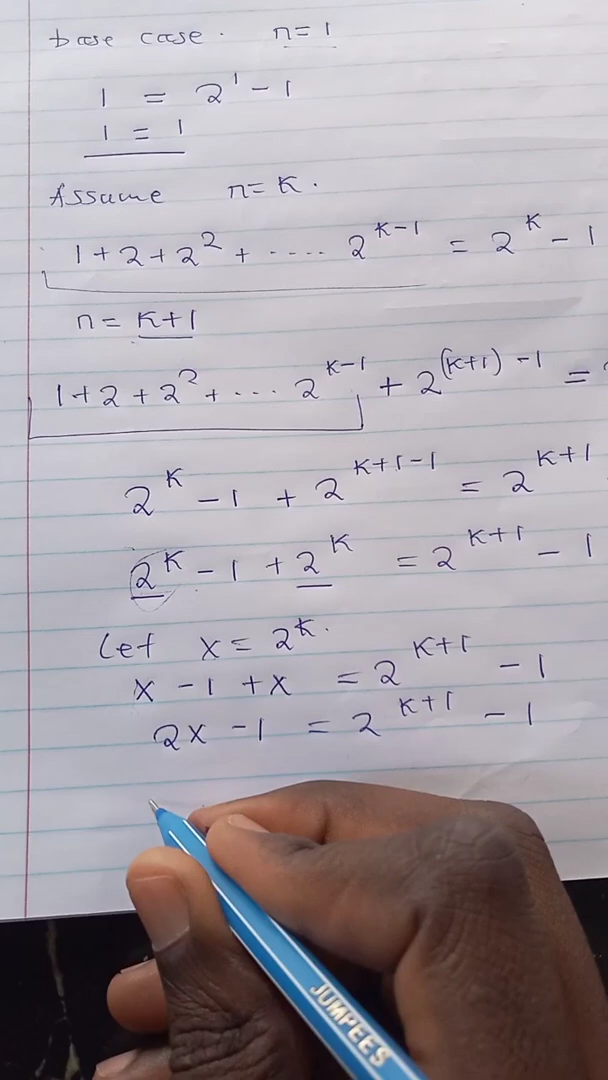 base case. n=1
1 = 2^1 - 1
1 = 1
Assume n=k.
1+2+2^2+..... 2^{k-1} = 2^k - 1
n= k+1
1+2+2^2+... 2^{k-1} + 2^{(k+1)-1} =
2^k - 1 + 2^{k+1-1} = 2^{k+1}
2^k - 1 + 2^k = 2^{k+1} - 1
Let x= 2^k.
x - 1 + x = 2^{k+1} - 1
2x - 1 = 2^{k+1} - 1
JUMPEES